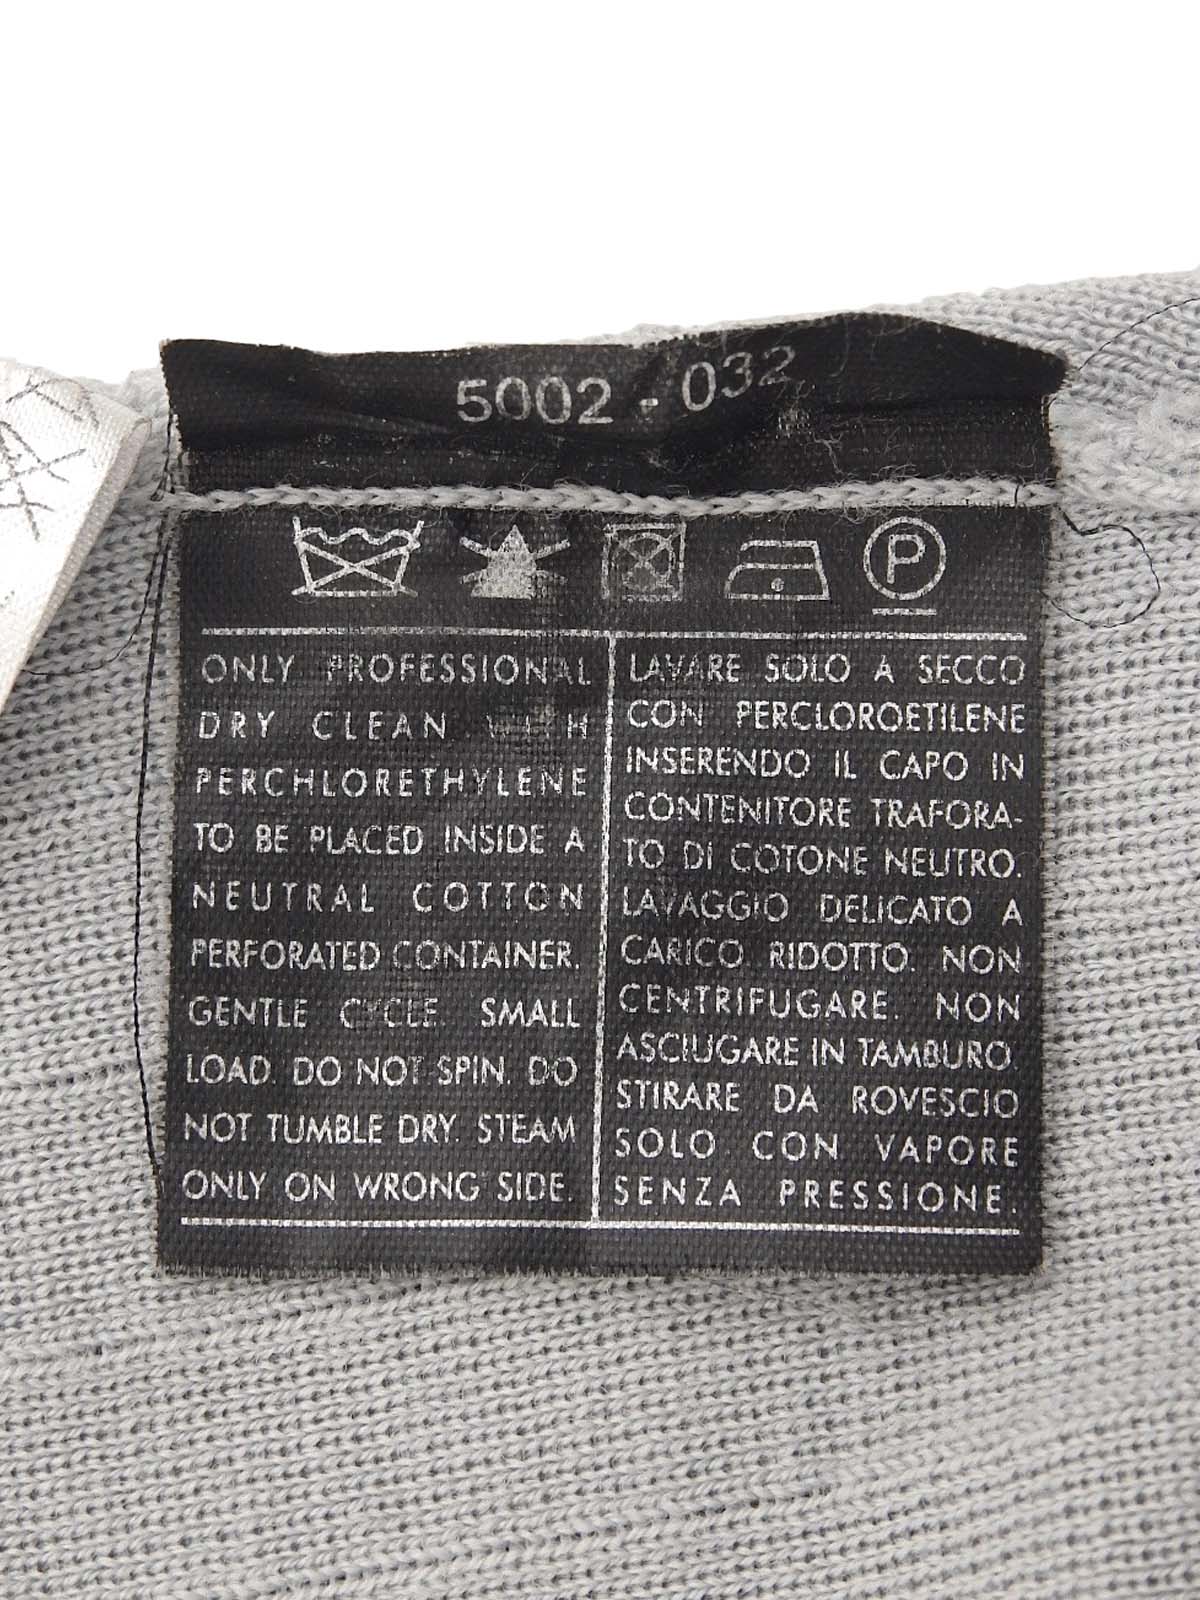 5002-032
P
ONLY PROFESSIONAL
DRY CLEAN WITH
PERCHLORETHYLENE
TO BE PLACED INSIDE A
NEUTRAL COTTON
PERFORATED CONTAINER.
GENTLE CYCLE. SMALL
LOAD. DO NOT SPIN. DO
NOT TUMBLE DRY. STEAM
ONLY ON WRONG SIDE.
LAVARE SOLO A SECCO
CON PERCLOROETILENE
INSERENDO IL CAPO IN
CONTENITORE TRAFORA-
TO DI COTONE NEUTRO.
LAVAGGIO DELICATO A
CARICO RIDOTTO. NON
CENTRIFUGARE. NON
ASCIUGARE IN TAMBURO.
STIRARE DA ROVESCIO
SOLO CON VAPORE
SENZA PRESSIONE.